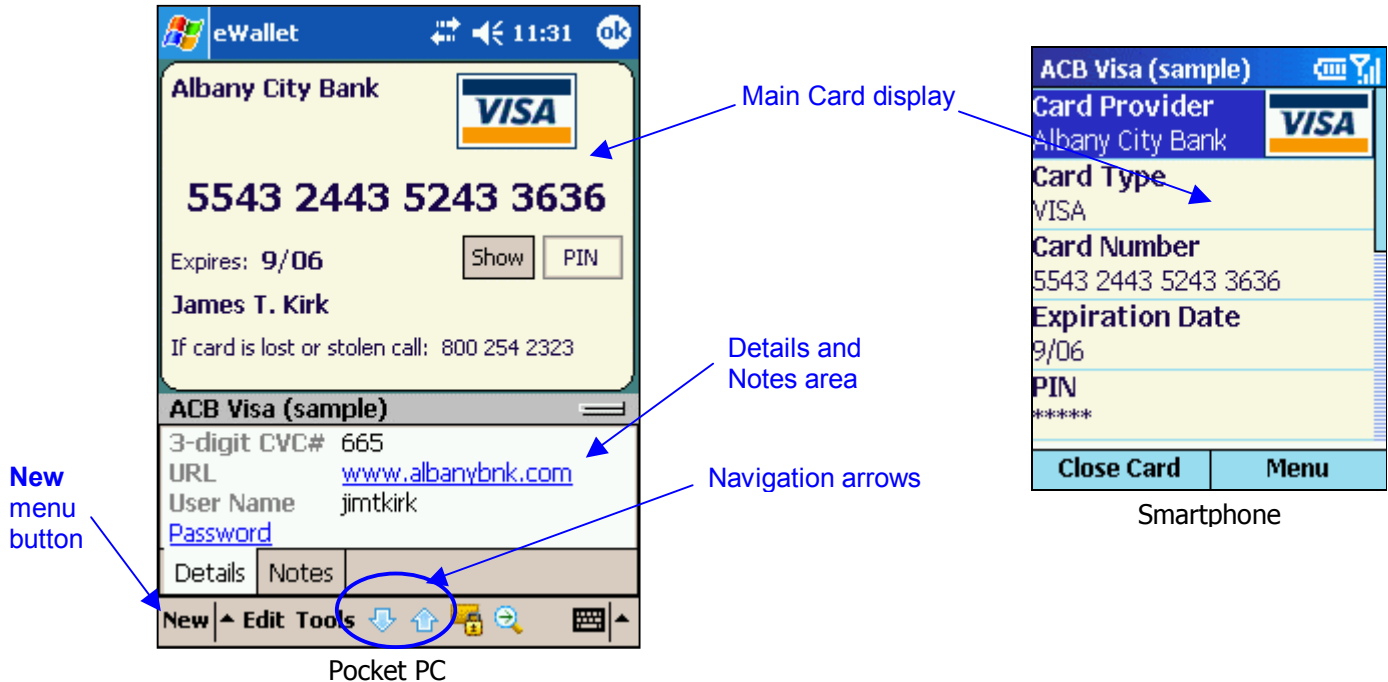 eWallet 11:31 ok
Albany City Bank
VISA
5543 2443 5243 3636
Expires: 9/06 Show PIN
James T. Kirk
If card is lost or stolen call: 800 254 2323
ACB Visa (sample)
3-digit CVC# 665
URL www.albanybnk.com
User Name jimtkirk
Password
Details Notes
New Edit Tools
Pocket PC
New
menu
button
Main Card display
Details and
Notes area
Navigation arrows
ACB Visa (sample)
Card Provider
VISA
Albany City Bank
Card Type
VISA
Card Number
5543 2443 5243 3636
Expiration Date
9/06
PIN
*****
Close Card Menu
Smartphone